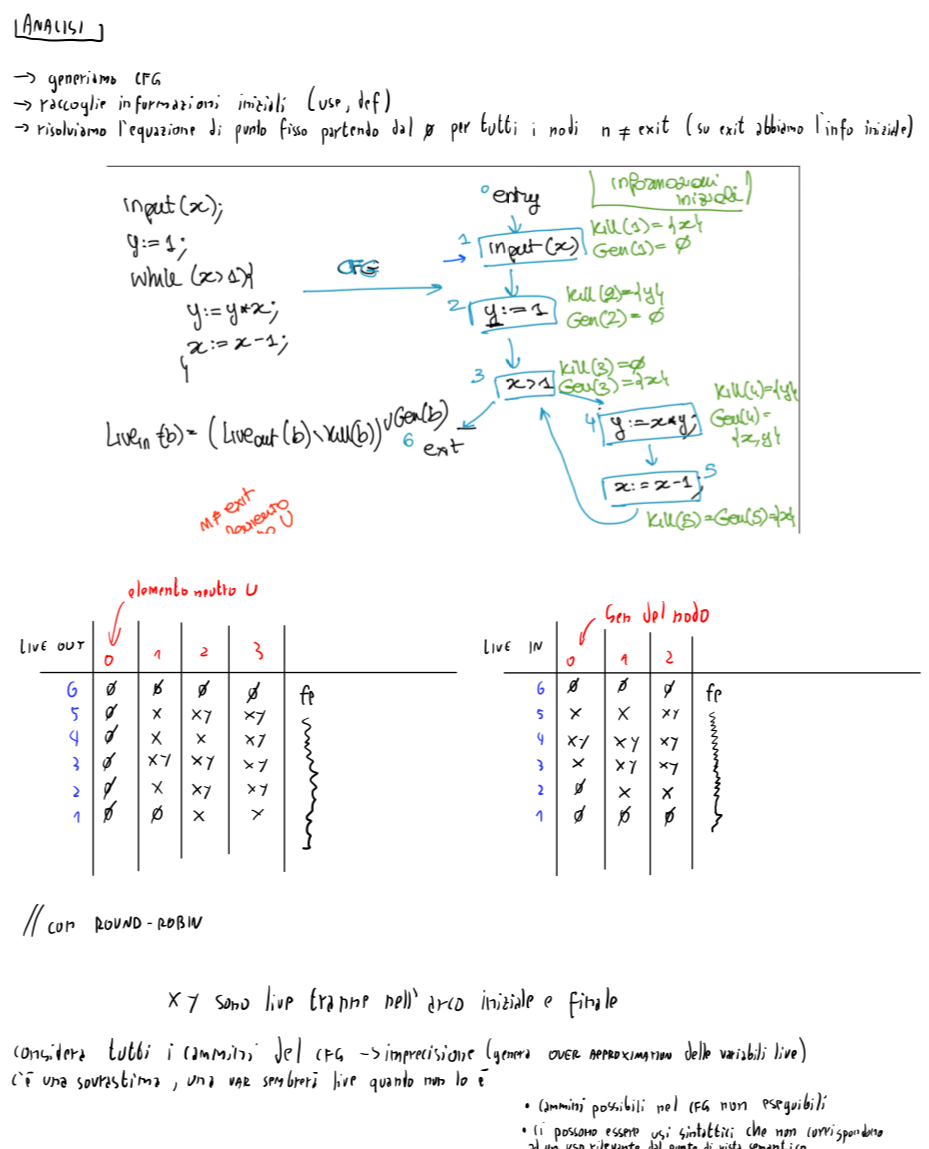 ANALISI
→ generiamo CFG
→ raccoglie informazioni iniziali (use, def)
→ risolviamo l'equazione di punto fisso partendo dal ∅ per tutti i nodi n ≠ exit (su exit abbiamo l'info iniziale)
input(x);
y:=1;
while (x>1){
y:=y*x;
x:=x-1;
}
CFG
0 entry
informazioni iniziali
1 input(x)
Kill(1)={x}
Gen(1)=∅
2 y:=1
Kill(2)={y}
Gen(2)=∅
3 x>1
Kill(3)=∅
Gen(3)={x}
4 y:=x*y;
Kill(4)={y}
Gen(4)={x,y}
5 x:=x-1;
Kill(5)=Gen(5)={x}
6 exit
Live in (b)=(Live out (b)\Kill(b))∪Gen(b)
n≠exit
∪
elemento neutro ∪
LIVE OUT 0 1 2 3
6 ∅ ∅ ∅ ∅ fp
5 ∅ x xy xy
4 ∅ x x xy
3 ∅ xy xy xy
2 ∅ x xy xy
1 ∅ ∅ x x
Gen del nodo
LIVE IN 0 1 2
6 ∅ ∅ ∅ fp
5 x x xy
4 xy xy xy
3 x xy xy
2 ∅ x x
1 ∅ ∅ ∅
// con ROUND-ROBIN
x y sono live tranne nell'arco iniziale e finale
considera tutti i cammini del CFG -> imprecisione (genera OVER APPROXIMATION delle variabili live)
c'è una sovrastima, una VAR sembrerà live quando non lo è
• cammini possibili nel CFG non eseguibili
• ci possono essere usi sintattici che non corrispondono
ad un uso rilevante dal punto di vista semantico